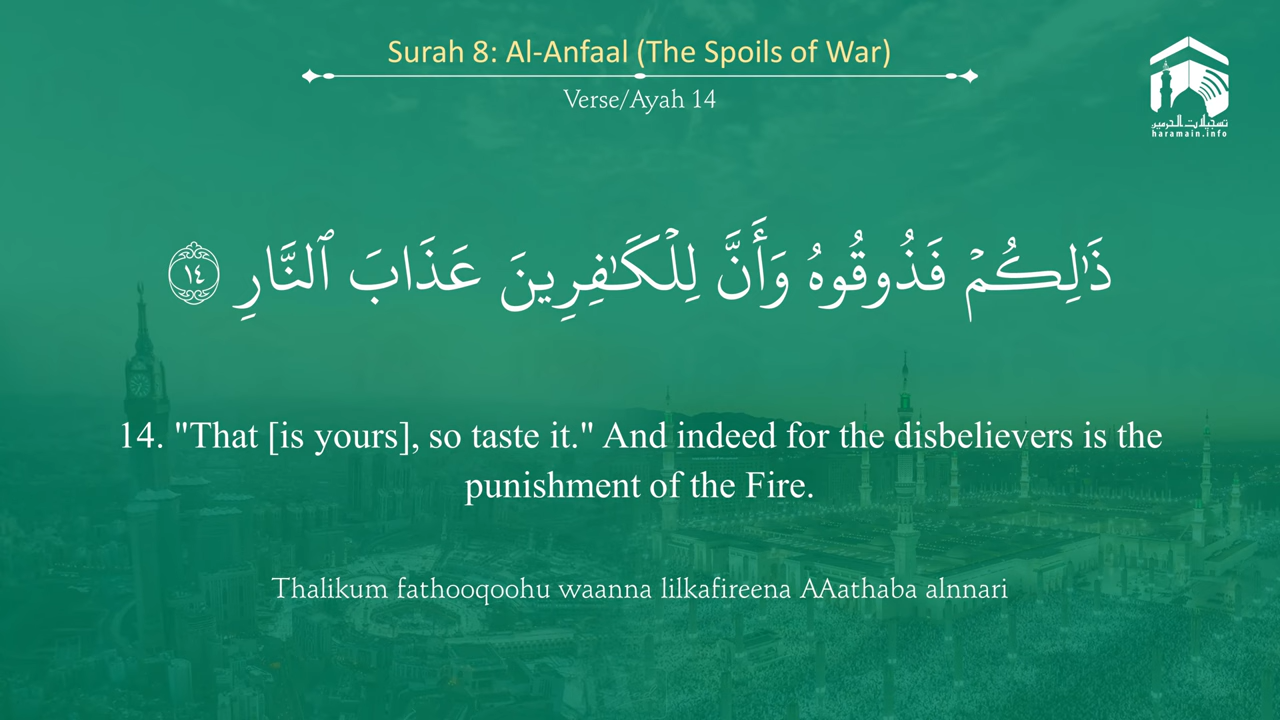 Surah 8: Al-Anfaal (The Spoils of War)
Verse/Ayah 14
تسجيلات الحرمين
haramain.info
ذَٰلِكُمۡ فَذُوقُوهُ وَأَنَّ لِلۡكَٰفِرِينَ عَذَابَ ٱلنَّارِ ١٤
14. "That [is yours], so taste it." And indeed for the disbelievers is the
punishment of the Fire.
Thalikum fathooqoohu waanna lilkafireena AAathaba alnnari